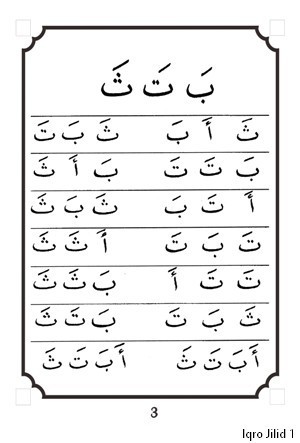 بَ تَ ثَ
ثَ أَ بَ ثَ بَ تَ
بَ تَ تَ بَ أَ ثَ
أَ تَ بَ ثَ بَ ثَ
تَ بَ تَ أَ ثَ ثَ
تَ تَ أَ بَ ثَ ثَ
ثَ بَ تَ بَ تَ ثَ
أَ بَ تَ ثَ أَ بَ تَ ثَ
3
Iqro Jilid 1